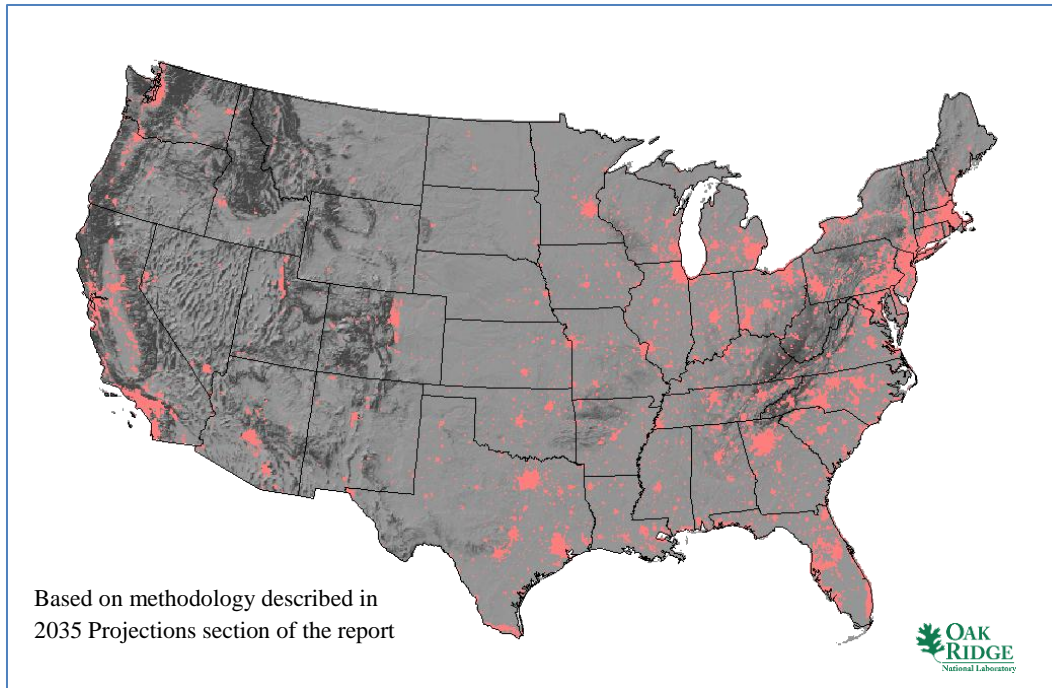 Based on methodology described in
2035 Projections section of the report
OAK
RIDGE
National Laboratory